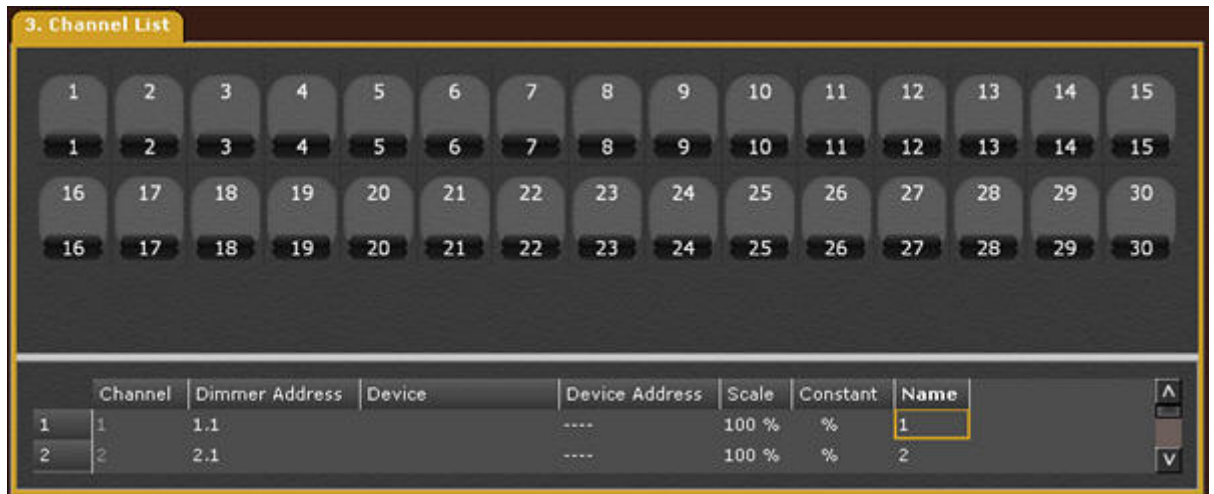 3. Channel List
1 2 3 4 5 6 7 8 9 10 11 12 13 14 15
1 2 3 4 5 6 7 8 9 10 11 12 13 14 15
16 17 18 19 20 21 22 23 24 25 26 27 28 29 30
16 17 18 19 20 21 22 23 24 25 26 27 28 29 30
Channel Dimmer Address Device Device Address Scale Constant Name
1 1 1.1 ---- 100 % % 1
2 2 2.1 ---- 100 % % 2